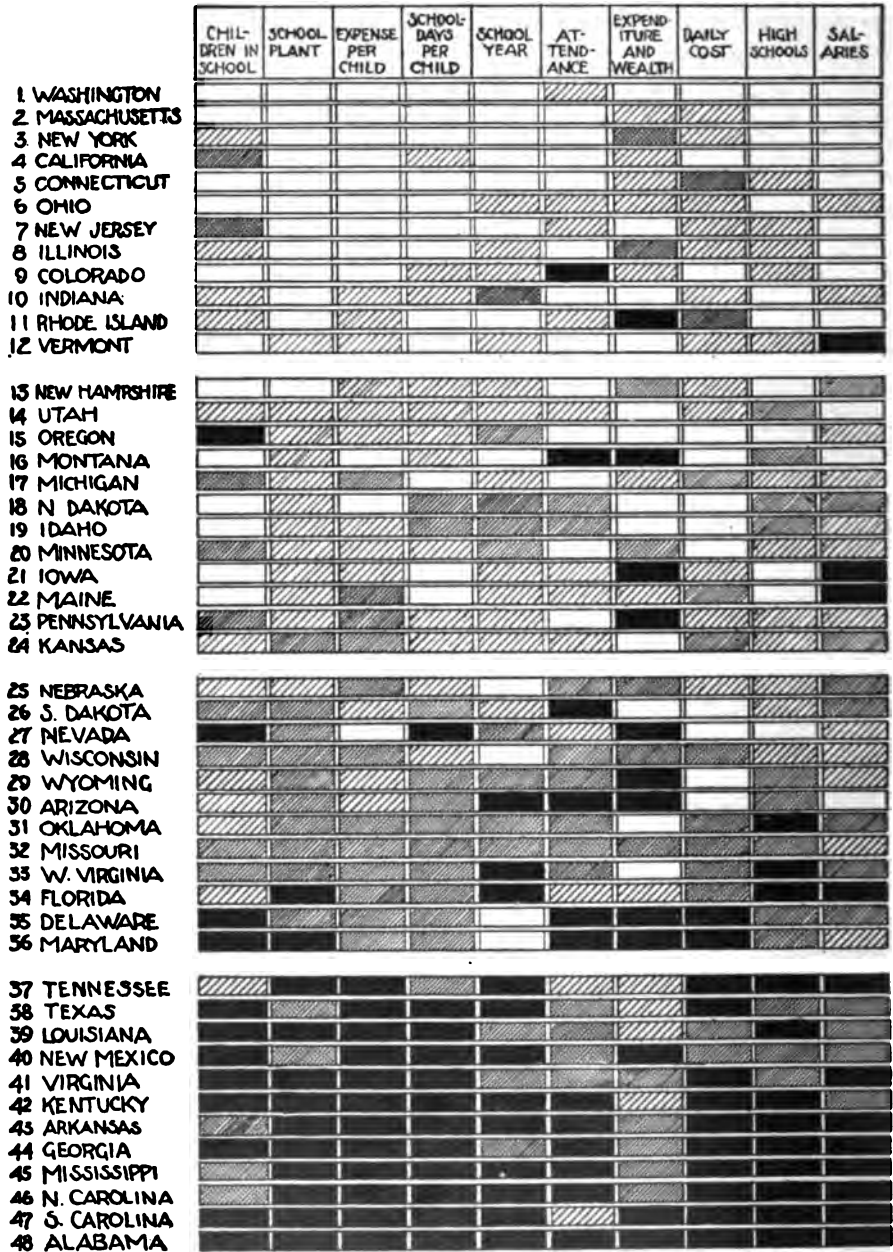 CHIL-
DREN IN
SCHOOL
SCHOOL
PLANT
EXPENSE
PER
CHILD
SCHOOL-
DAYS
PER
CHILD
SCHOOL
YEAR
AT-
TEND-
ANCE
EXPEND-
ITURE
AND
WEALTH
DAILY
COST
HIGH
SCHOOLS
SAL-
ARIES
1. WASHINGTON
2 MASSACHUSETTS
3. NEW YORK
4 CALIFORNIA
5 CONNECTICUT
6 OHIO
7 NEW JERSEY
8 ILLINOIS
9 COLORADO
10 INDIANA
11 RHODE ISLAND
12 VERMONT
13 NEW HAMPSHIRE
14 UTAH
15 OREGON
16 MONTANA
17 MICHIGAN
18 N DAKOTA
19 IDAHO
20 MINNESOTA
21 IOWA
22 MAINE
23 PENNSYLVANIA
24 KANSAS
25 NEBRASKA
26 S. DAKOTA
27 NEVADA
28 WISCONSIN
29 WYOMING
30 ARIZONA
31 OKLAHOMA
32 MISSOURI
33 W. VIRGINIA
34 FLORIDA
35 DELAWARE
36 MARYLAND
37 TENNESSEE
38 TEXAS
39 LOUISIANA
40 NEW MEXICO
41 VIRGINIA
42 KENTUCKY
43 ARKANSAS
44 GEORGIA
45 MISSISSIPPI
46 N. CAROLINA
47 S. CAROLINA
48 ALABAMA